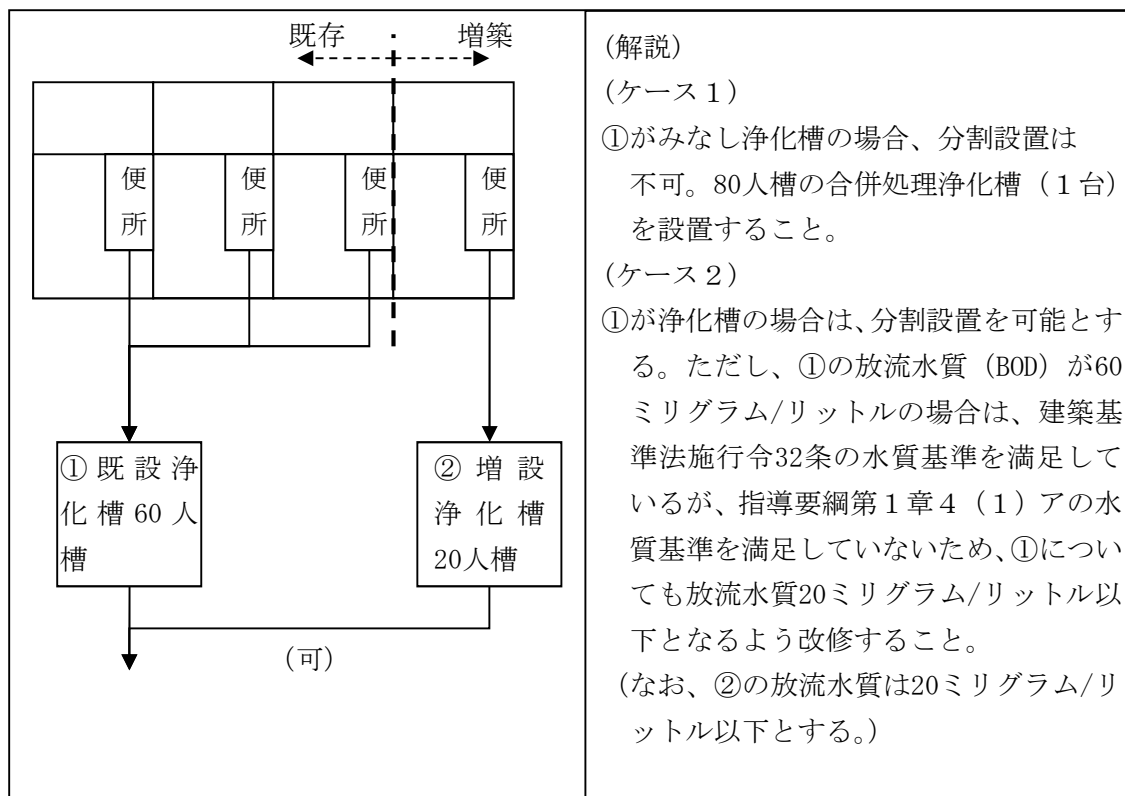 既存 増築
便所
便所
便所
便所
①既設浄
化槽60人
槽
②増設
浄化槽
20人槽
(可)
(解説)
(ケース1)
①がみなし浄化槽の場合、分割設置は
不可。80人槽の合併処理浄化槽（1台）
を設置すること。
(ケース2)
①が浄化槽の場合は、分割設置を可能とす
る。ただし、①の放流水質（BOD）が60
ミリグラム/リットルの場合は、建築基
準法施行令32条の水質基準を満足して
いるが、指導要綱第1章4（1）アの水
質基準を満足していないため、①につい
ても放流水質20ミリグラム/リットル以
下となるよう改修すること。
(なお、②の放流水質は20ミリグラム/リ
ットル以下とする。)